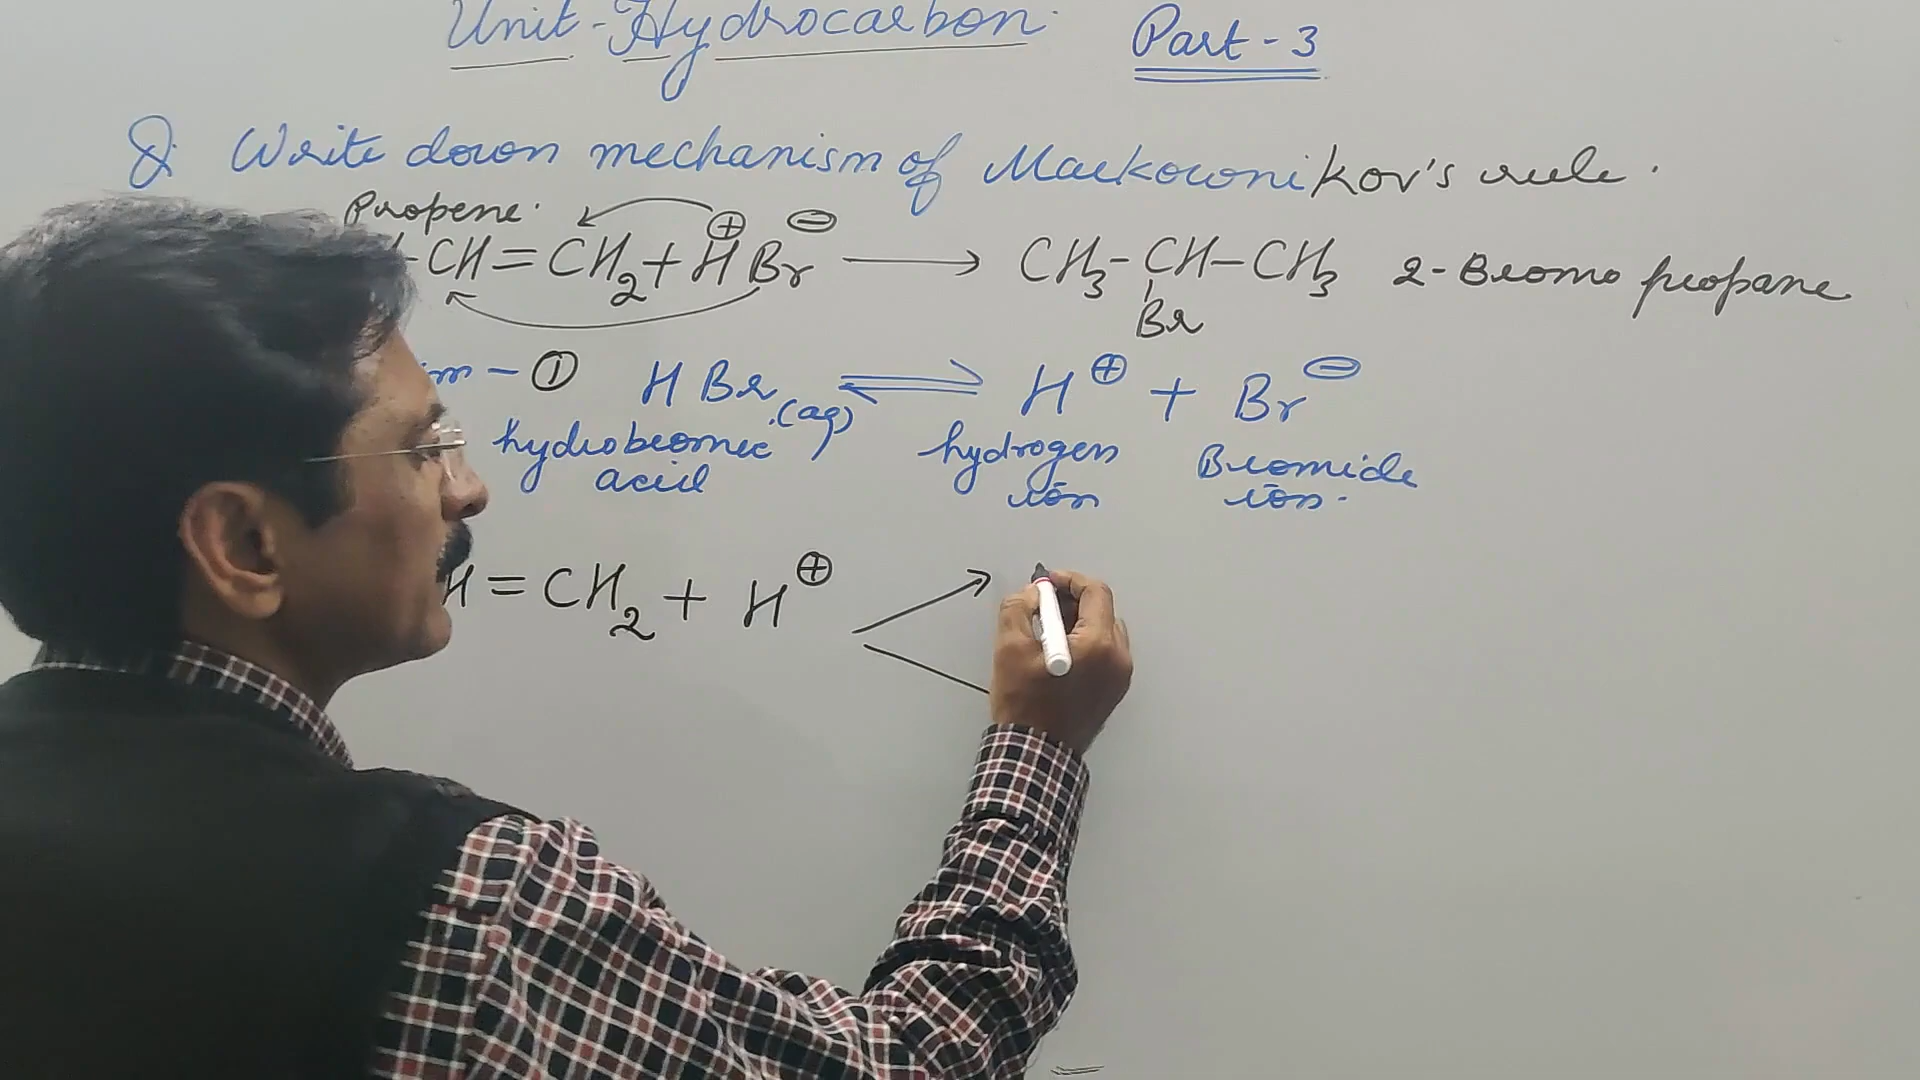 Unit-Hydrocarbon. Part-3
Q. Write down mechanism of Markownikov's rule.
Propene.
-CH=CH₂+H⊕Br⊖ ⟶ CH₃-CH-CH₃ 2-Bromo propane
Br
① HBr(aq) ⇌ H⊕ + Br⊖
hydrobromic hydrogen Bromide
acid ion ion.
H=CH₂ + H⊕